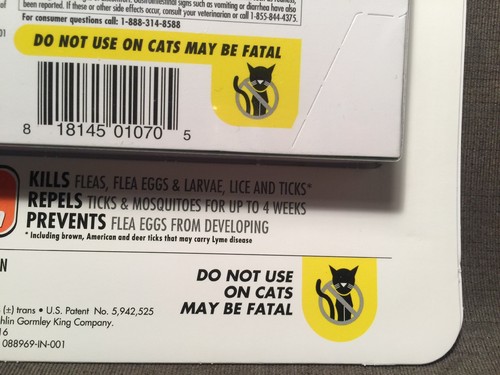 been reported. If these or other side effects occur, consult your veterinarian or call 1-855-844-4375.
For consumer questions call: 1-888-314-8588
DO NOT USE ON CATS MAY BE FATAL
8 18145 01070 5
KILLS FLEAS, FLEA EGGS & LARVAE, LICE AND TICKS*
REPELS TICKS & MOSQUITOES FOR UP TO 4 WEEKS
PREVENTS FLEA EGGS FROM DEVELOPING
* Including brown, American and deer ticks that may carry Lyme disease
N
DO NOT USE
ON CATS
MAY BE FATAL
(±) trans • U.S. Patent No. 5,942,525
hlin Gormley King Company.
16
088969-IN-001